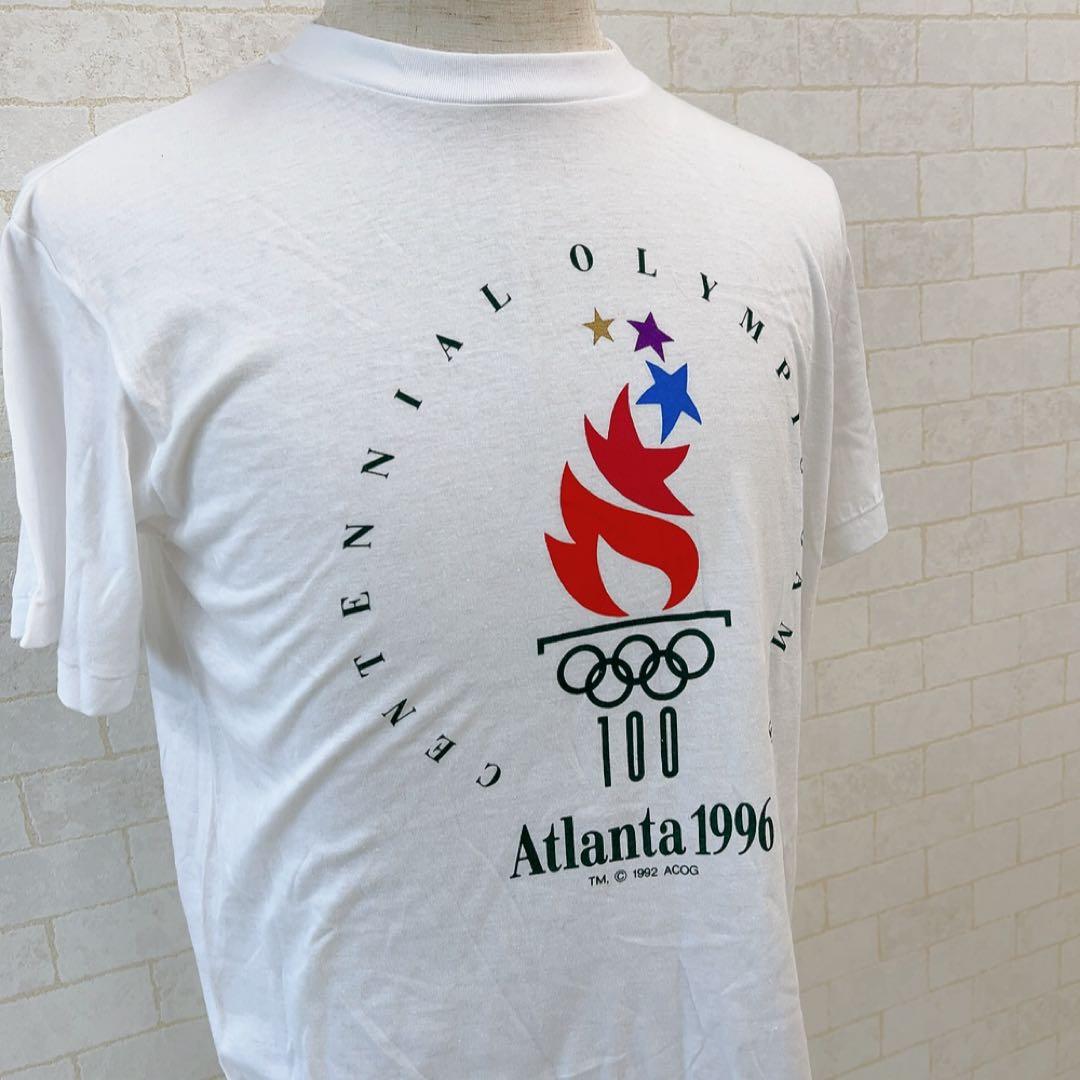 CENTENNIAL OLYMPIC GAMES
100
Atlanta 1996
TM, © 1992 ACOG